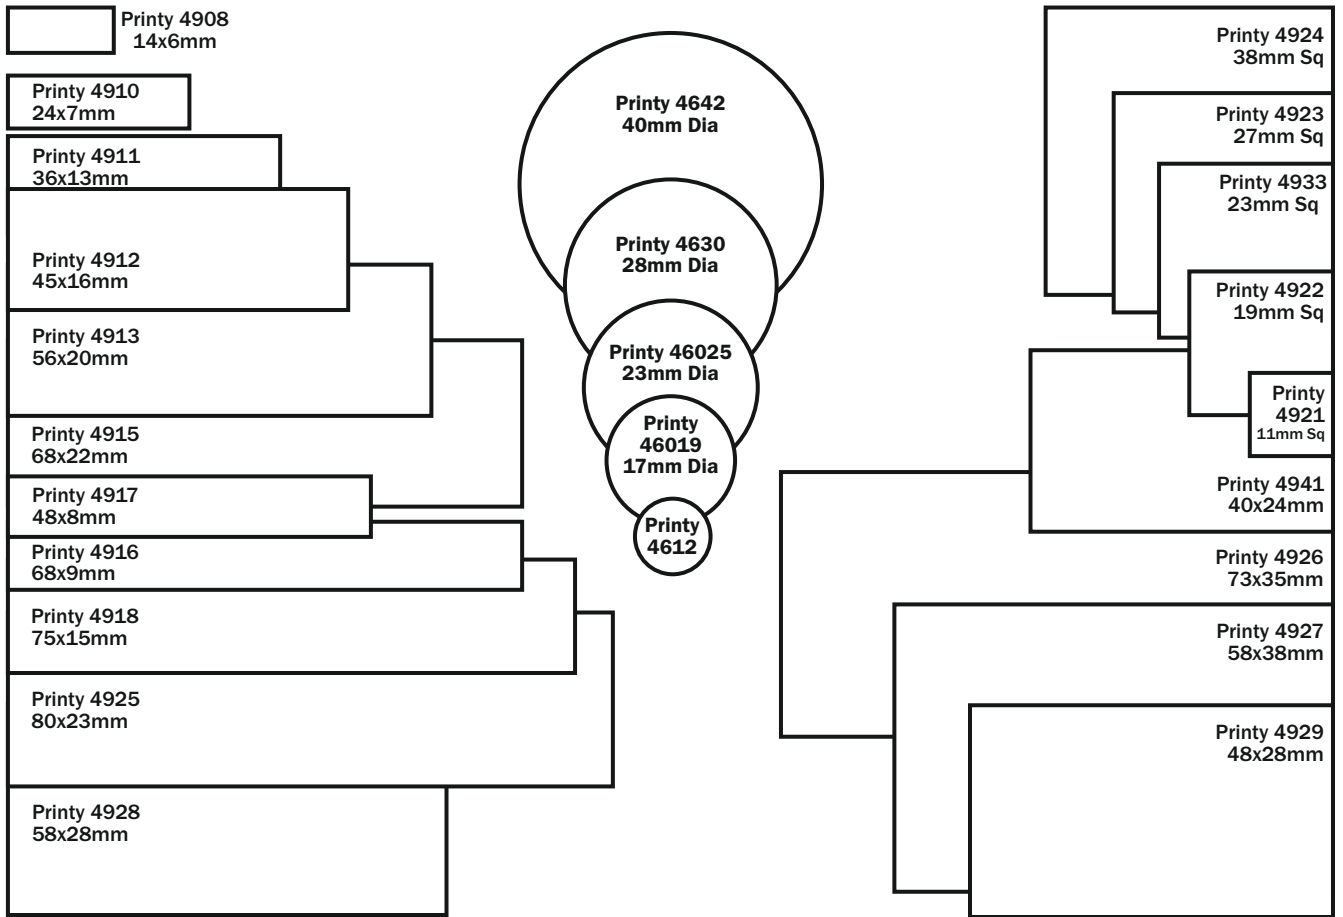 Printy 4908
14x6mm
Printy 4910
24x7mm
Printy 4911
36x13mm
Printy 4912
45x16mm
Printy 4913
56x20mm
Printy 4915
68x22mm
Printy 4917
48x8mm
Printy 4916
68x9mm
Printy 4918
75x15mm
Printy 4925
80x23mm
Printy 4928
58x28mm
Printy 4642
40mm Dia
Printy 4630
28mm Dia
Printy 46025
23mm Dia
Printy
46019
17mm Dia
Printy
4612
Printy 4924
38mm Sq
Printy 4923
27mm Sq
Printy 4933
23mm Sq
Printy 4922
19mm Sq
Printy
4921
11mm Sq
Printy 4941
40x24mm
Printy 4926
73x35mm
Printy 4927
58x38mm
Printy 4929
48x28mm